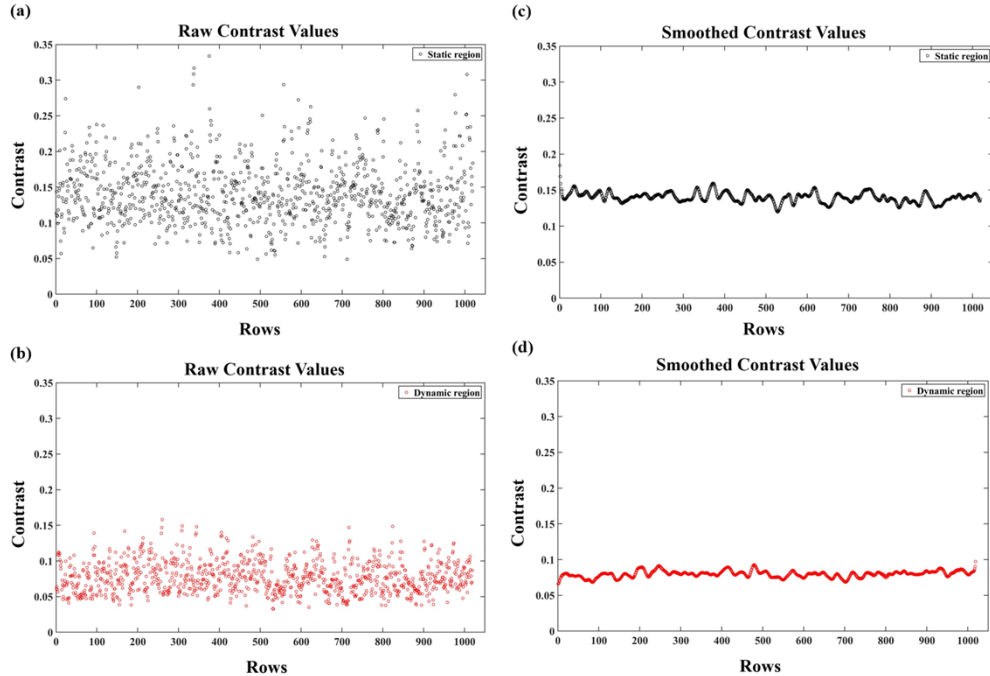 (a)
Raw Contrast Values
0.35
Static region
0.3
0.25
0.2
0.15
0.1
0.05
0
Contrast
0 100 200 300 400 500 600 700 800 900 1000
Rows
(c)
Smoothed Contrast Values
0.35
Static region
0.3
0.25
0.2
0.15
0.1
0.05
0
Contrast
0 100 200 300 400 500 600 700 800 900 1000
Rows
(b)
Raw Contrast Values
0.35
Dynamic region
0.3
0.25
0.2
0.15
0.1
0.05
0
Contrast
0 100 200 300 400 500 600 700 800 900 1000
Rows
(d)
Smoothed Contrast Values
0.35
Dynamic region
0.3
0.25
0.2
0.15
0.1
0.05
0
Contrast
0 100 200 300 400 500 600 700 800 900 1000
Rows